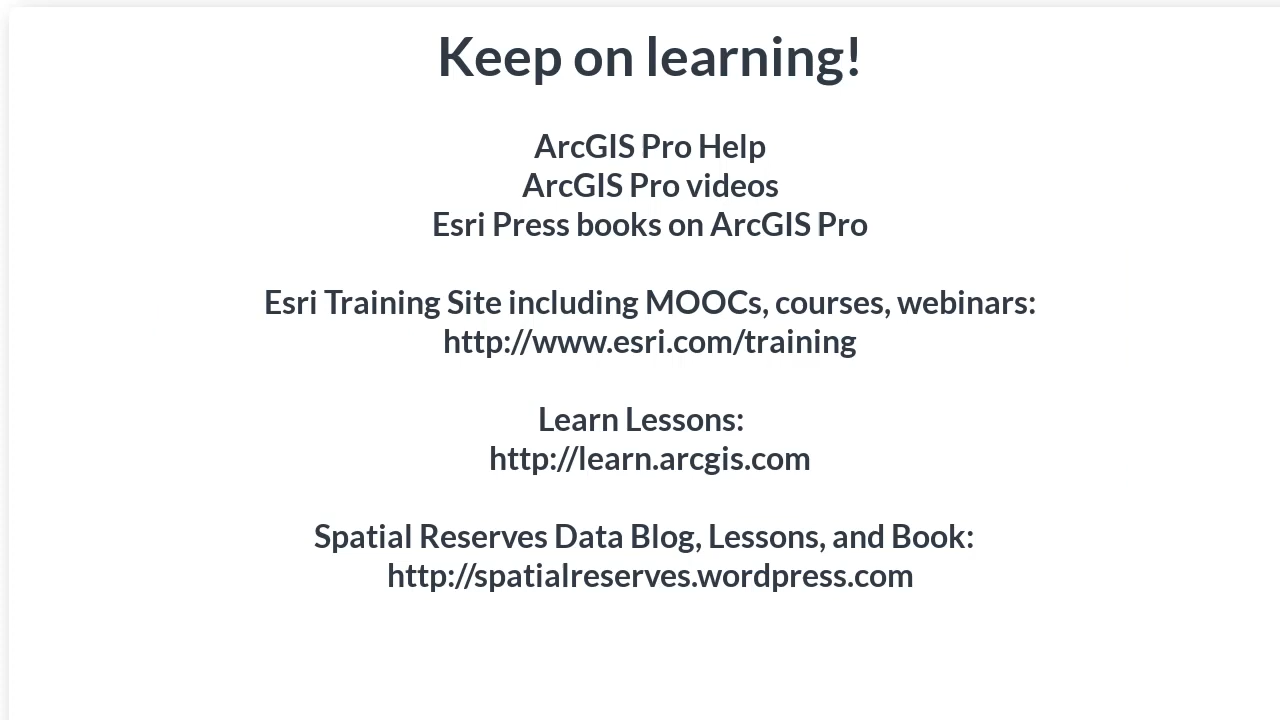 Keep on learning!
ArcGIS Pro Help
ArcGIS Pro videos
Esri Press books on ArcGIS Pro
Esri Training Site including MOOCs, courses, webinars:
http://www.esri.com/training
Learn Lessons:
http://learn.arcgis.com
Spatial Reserves Data Blog, Lessons, and Book:
http://spatialreserves.wordpress.com